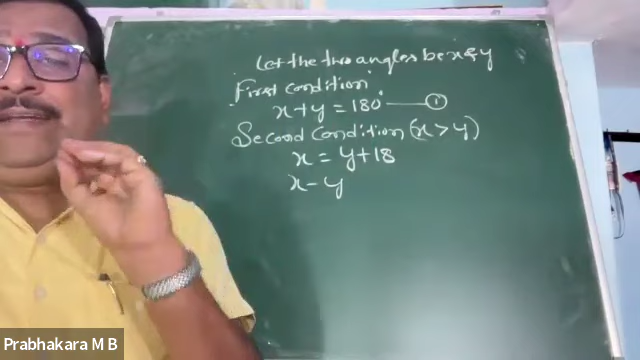 Let the two angles be x & y
First condition
x + y = 180° —— ①
Second Condition (x > y)
x = y + 18
x - y
Prabhakara M B